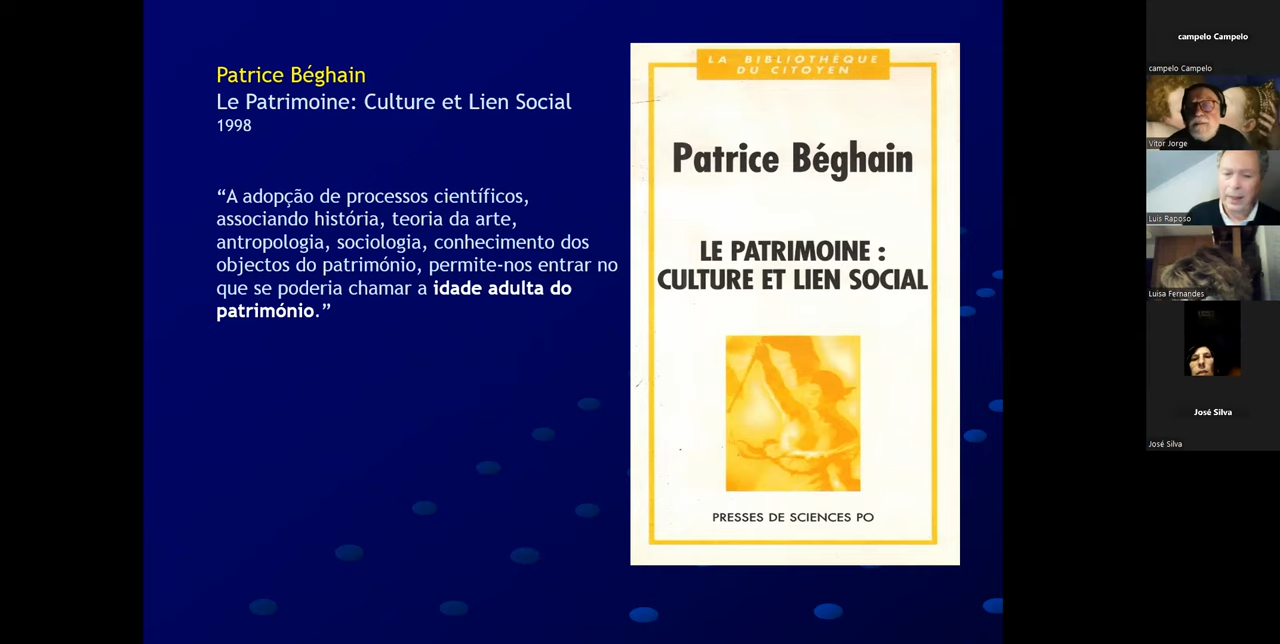 Patrice Béghain
Le Patrimoine: Culture et Lien Social
1998
“A adopção de processos científicos,
associando história, teoria da arte,
antropologia, sociologia, conhecimento dos
objectos do património, permite-nos entrar no
que se poderia chamar a idade adulta do
património.”
LA BIBLIOTHÈQUE
DU CITOYEN
Patrice Béghain
LE PATRIMOINE :
CULTURE ET LIEN SOCIAL
PRESSES DE SCIENCES PO
campelo Campelo
campelo Campelo
Vitor Jorge
Luis Raposo
Luisa Fernandes
José Silva
José Silva